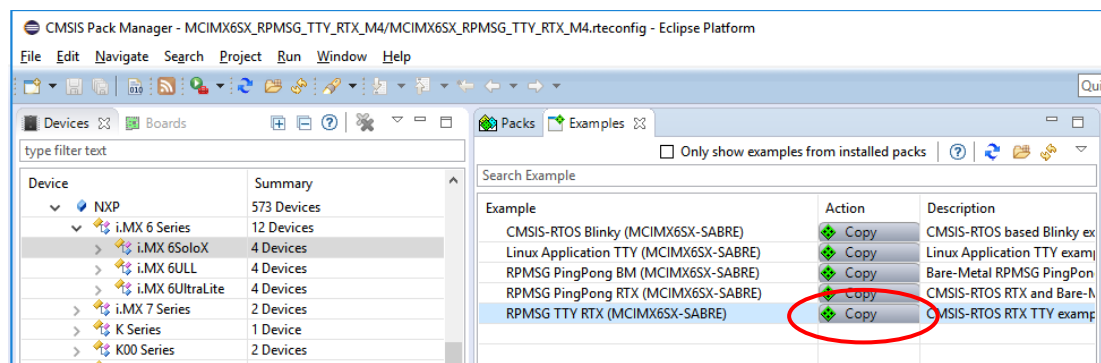 CMSIS Pack Manager - MCIMX6SX_RPMSG_TTY_RTX_M4/MCIMX6SX_RPMSG_TTY_RTX_M4.rteconfig - Eclipse Platform
File Edit Navigate Search Project Run Window Help
Qui
Devices Boards
type filter text
Device Summary
NXP 573 Devices
i.MX 6 Series 12 Devices
i.MX 6SoloX 4 Devices
i.MX 6ULL 4 Devices
i.MX 6UltraLite 4 Devices
i.MX 7 Series 2 Devices
K Series 1 Device
K00 Series 2 Devices
Packs Examples
Only show examples from installed packs
Search Example
Example Action Description
CMSIS-RTOS Blinky (MCIMX6SX-SABRE) Copy CMSIS-RTOS based Blinky ex
Linux Application TTY (MCIMX6SX-SABRE) Copy Linux Application TTY examp
RPMSG PingPong BM (MCIMX6SX-SABRE) Copy Bare-Metal RPMSG PingPon
RPMSG PingPong RTX (MCIMX6SX-SABRE) Copy CMSIS-RTOS RTX and Bare-M
RPMSG TTY RTX (MCIMX6SX-SABRE) Copy CMSIS-RTOS RTX TTY examp